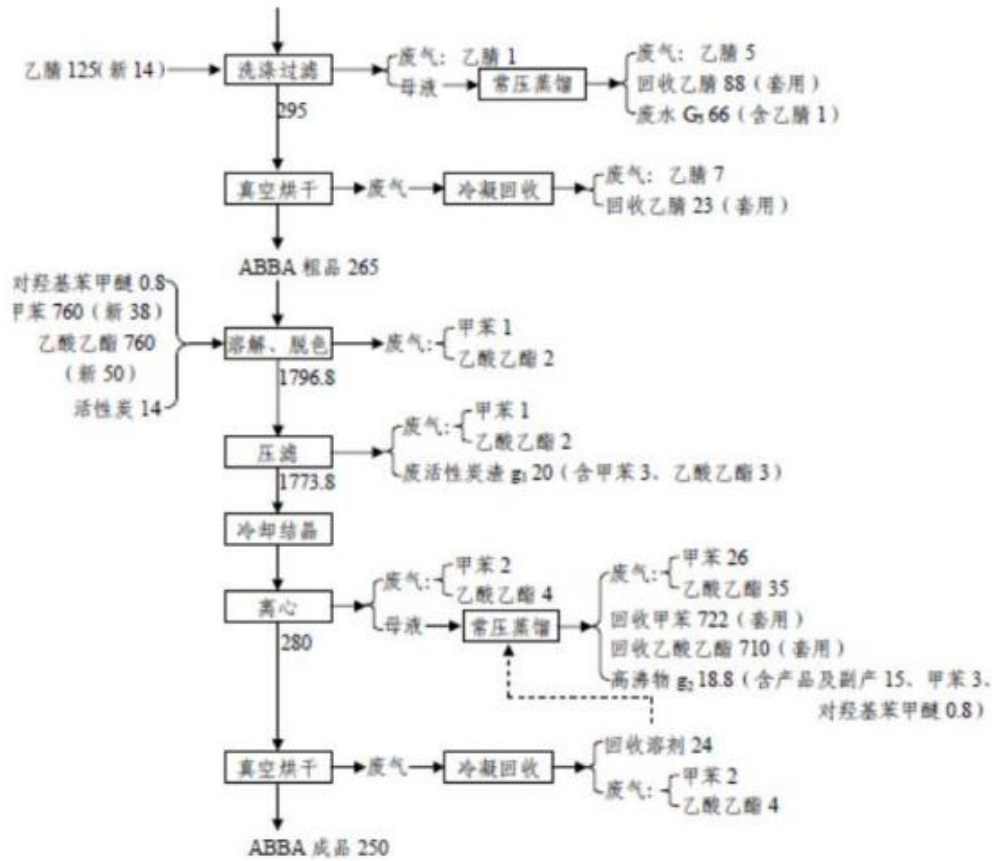 乙腈 125(新 14)
洗涤过滤
废气：乙腈 1
母液
常压蒸馏
废气：乙腈 5
回收乙腈 88（套用）
废水 G5 66（含乙腈 1）
295
真空烘干
废气
冷凝回收
废气：乙腈 7
回收乙腈 23（套用）
ABBA 粗品 265
对羟基苯甲醚 0.8
甲苯 760（新 38）
乙酸乙酯 760
（新 50）
活性炭 14
溶解、脱色
废气:
甲苯 1
乙酸乙酯 2
1796.8
压滤
废气:
甲苯 1
乙酸乙酯 2
废活性炭渣 g1 20（含甲苯 3、乙酸乙酯 3）
1773.8
冷却结晶
离心
废气:
甲苯 2
乙酸乙酯 4
母液
常压蒸馏
废气:
甲苯 26
乙酸乙酯 35
回收甲苯 722（套用）
回收乙酸乙酯 710（套用）
高沸物 g2 18.8（含产品及副产 15、甲苯 3、
对羟基苯甲醚 0.8）
280
真空烘干
废气
冷凝回收
回收溶剂 24
废气:
甲苯 2
乙酸乙酯 4
ABBA 成品 250